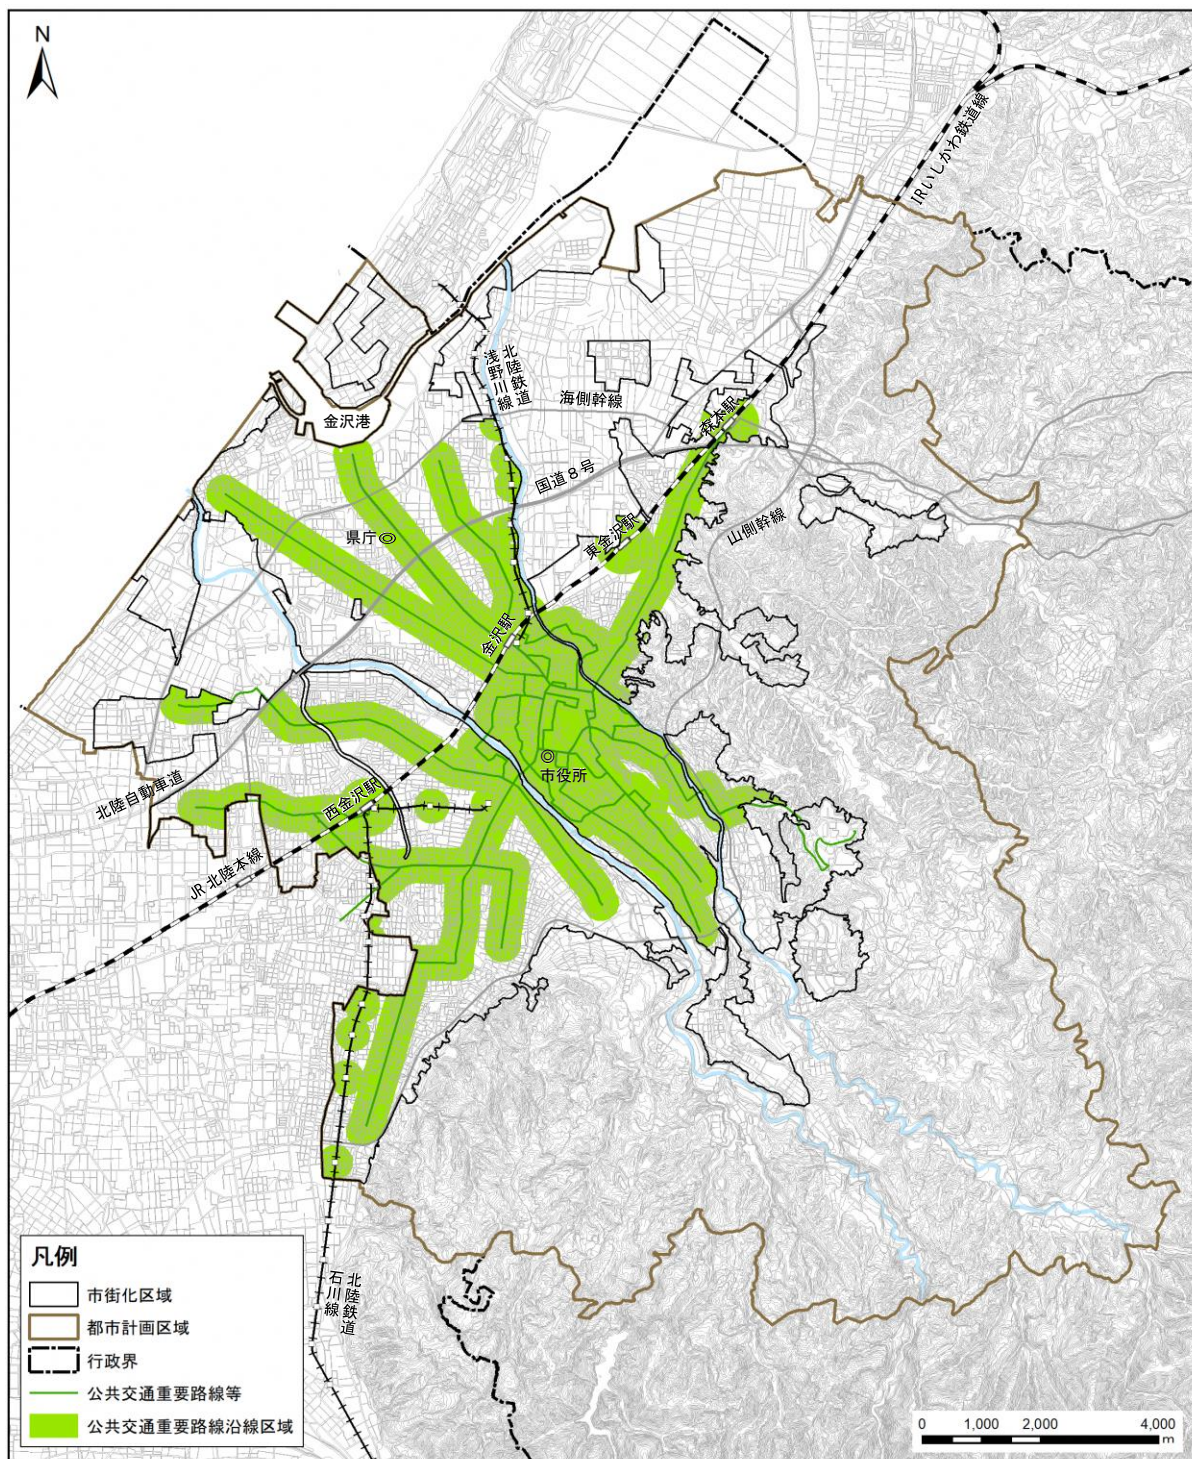 N
IRいしかわ鉄道線
北陸鉄道
浅野川線
海側幹線
金沢港
森本駅
国道8号
県庁
東金沢駅
山側幹線
金沢駅
市役所
北陸自動車道
西金沢駅
JR北陸本線
北陸鉄道
石川線
凡例
市街化区域
都市計画区域
行政界
公共交通重要路線等
公共交通重要路線沿線区域
0 1,000 2,000 4,000
m